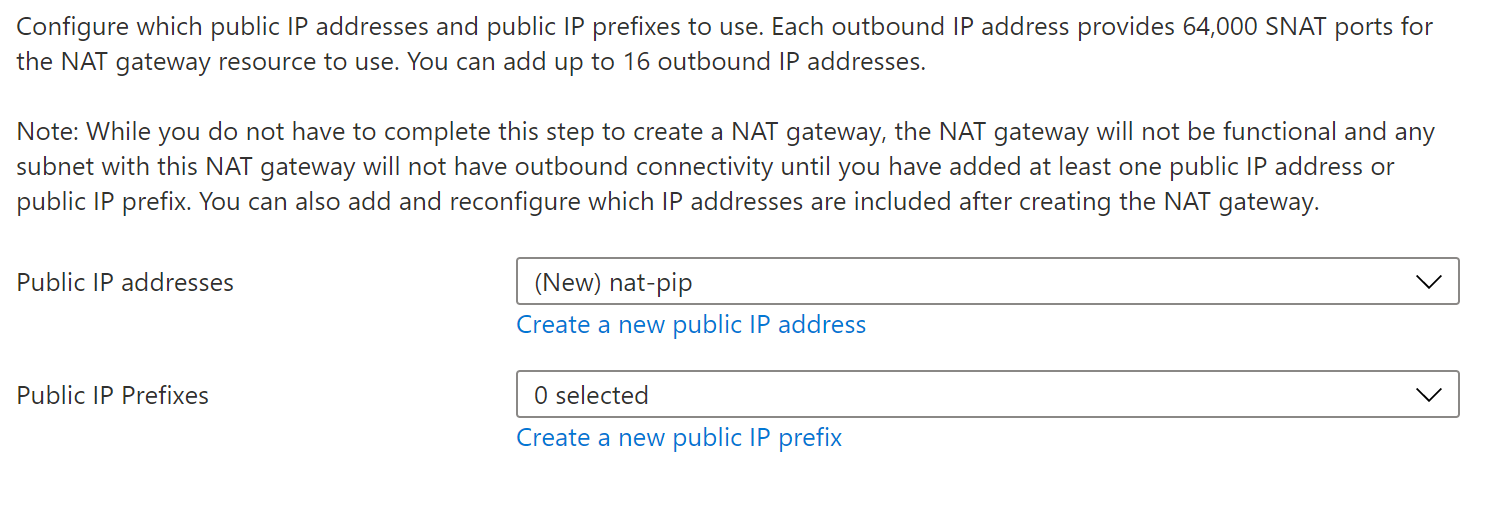 Configure which public IP addresses and public IP prefixes to use. Each outbound IP address provides 64,000 SNAT ports for
the NAT gateway resource to use. You can add up to 16 outbound IP addresses.
Note: While you do not have to complete this step to create a NAT gateway, the NAT gateway will not be functional and any
subnet with this NAT gateway will not have outbound connectivity until you have added at least one public IP address or
public IP prefix. You can also add and reconfigure which IP addresses are included after creating the NAT gateway.
Public IP addresses
(New) nat-pip
Create a new public IP address
Public IP Prefixes
0 selected
Create a new public IP prefix